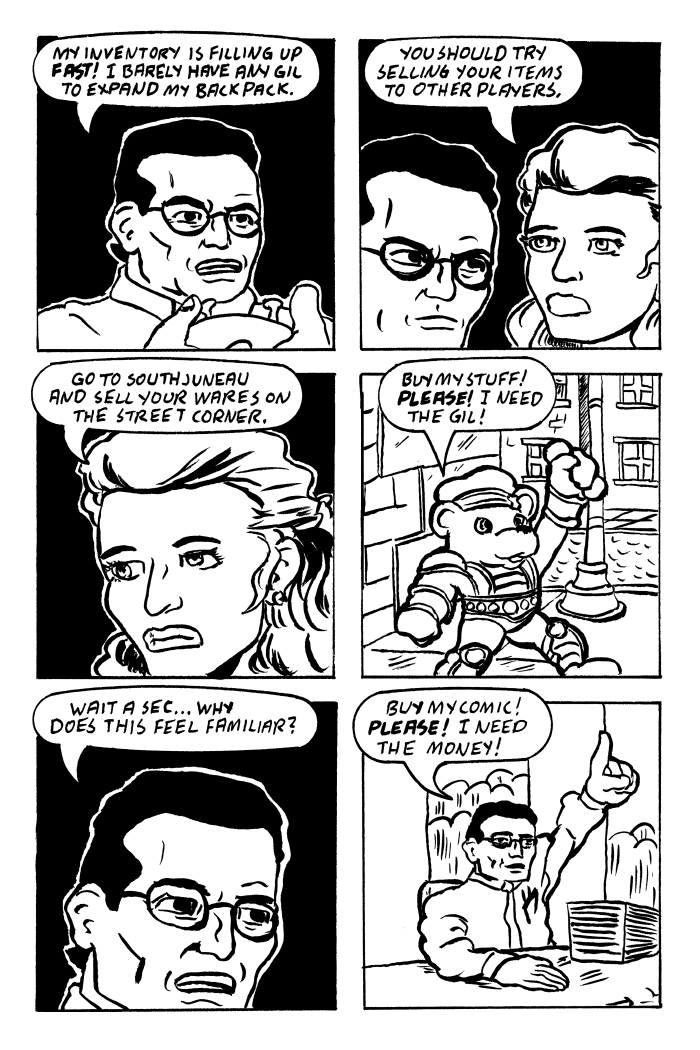 MY INVENTORY IS FILLING UP
FAST! I BARELY HAVE ANY GIL
TO EXPAND MY BACKPACK.
YOU SHOULD TRY
SELLING YOUR ITEMS
TO OTHER PLAYERS.
GO TO SOUTH JUNEAU
AND SELL YOUR WARES ON
THE STREET CORNER.
BUY MY STUFF!
PLEASE! I NEED
THE GIL!
WAIT A SEC... WHY
DOES THIS FEEL FAMILIAR?
BUY MY COMIC!
PLEASE! I NEED
THE MONEY!